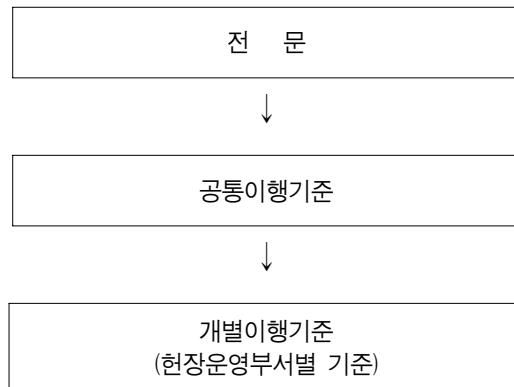 전 문
↓
공통이행기준
↓
개별이행기준
(헌장운영부서별 기준)